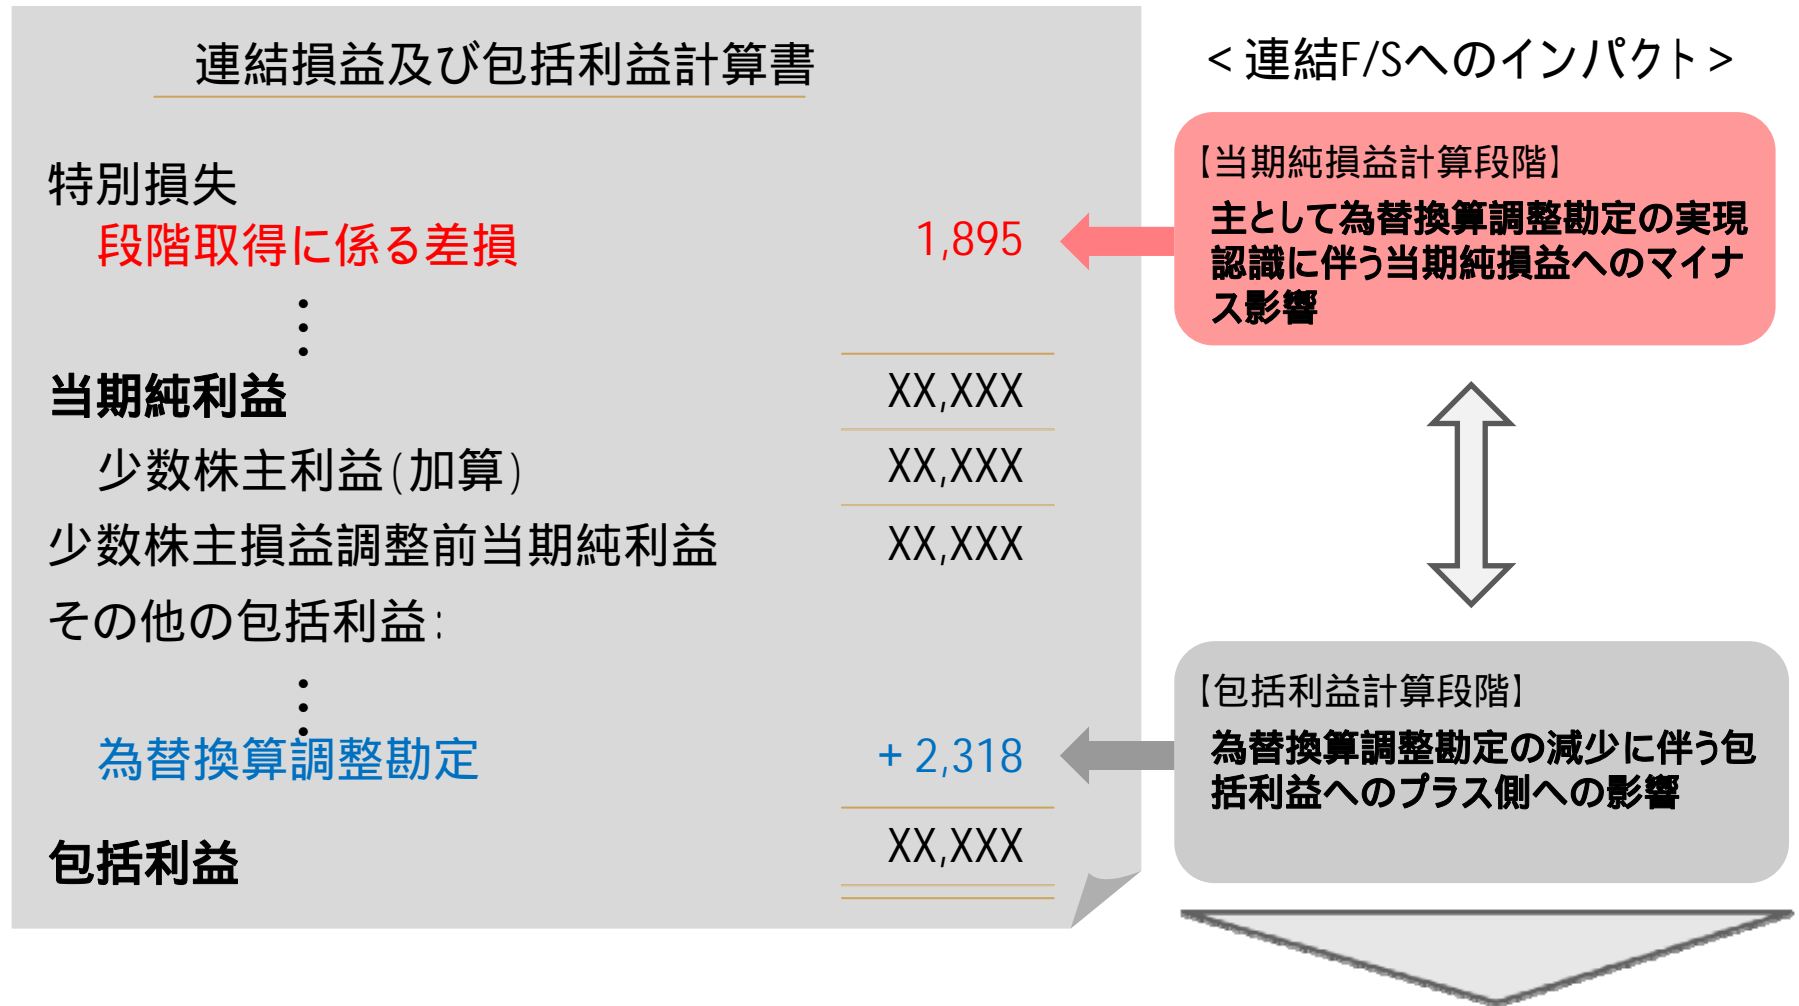 連結損益及び包括利益計算書
<連結F/Sへのインパクト>
特別損失
段階取得に係る差損 1,895
当期純利益 XX,XXX
少数株主利益(加算) XX,XXX
少数株主損益調整前当期純利益 XX,XXX
その他の包括利益:
為替換算調整勘定 +2,318
包括利益 XX,XXX
【当期純損益計算段階】
主として為替換算調整勘定の実現
認識に伴う当期純損益へのマイナ
ス影響
【包括利益計算段階】
為替換算調整勘定の減少に伴う包
括利益へのプラス側への影響